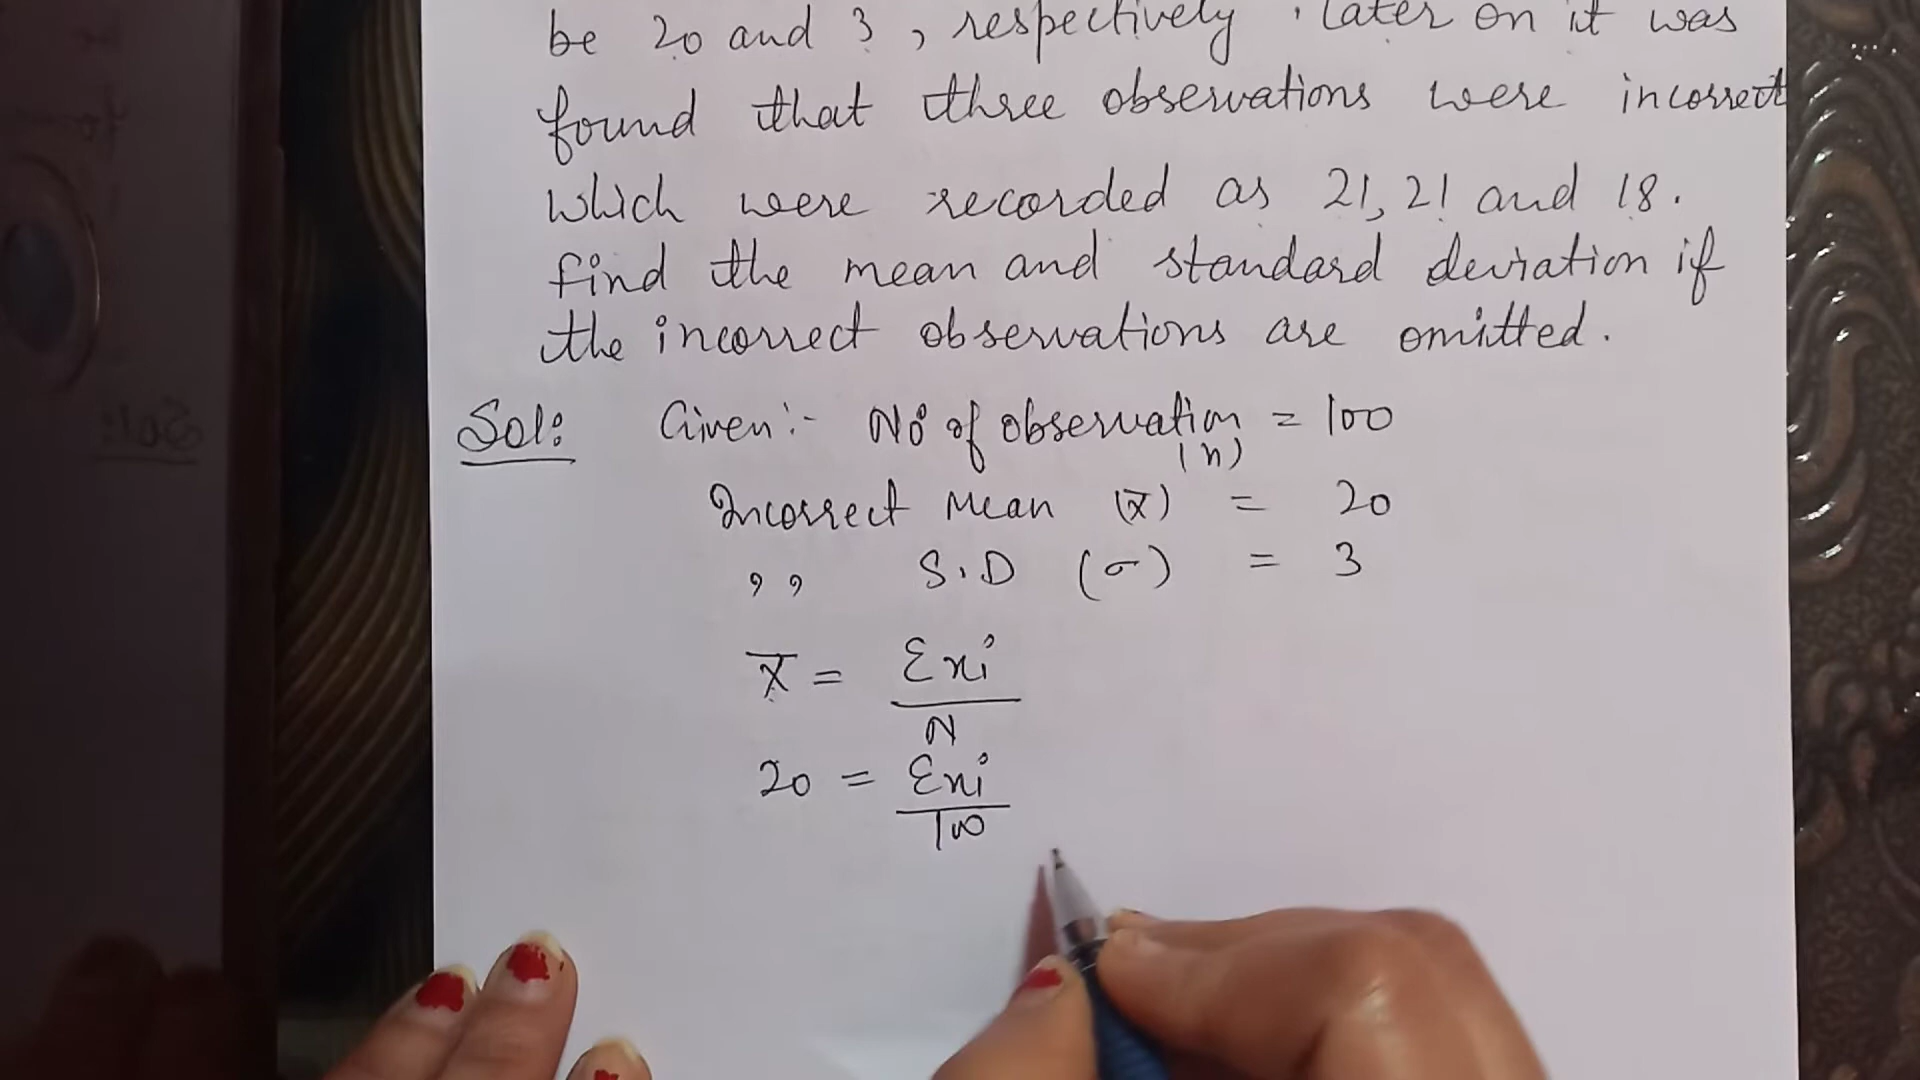 be 20 and 3, respectively. Later on it was
found that three observations were incorrect
which were recorded as 21, 21 and 18.
find the mean and standard deviation if
the incorrect observations are omitted.
Sol: Given:- No of observation = 100
(n)
Incorrect Mean (x̄) = 20
,, S.D (σ) = 3
x̄ = Σxi
N
20 = Σxi
100